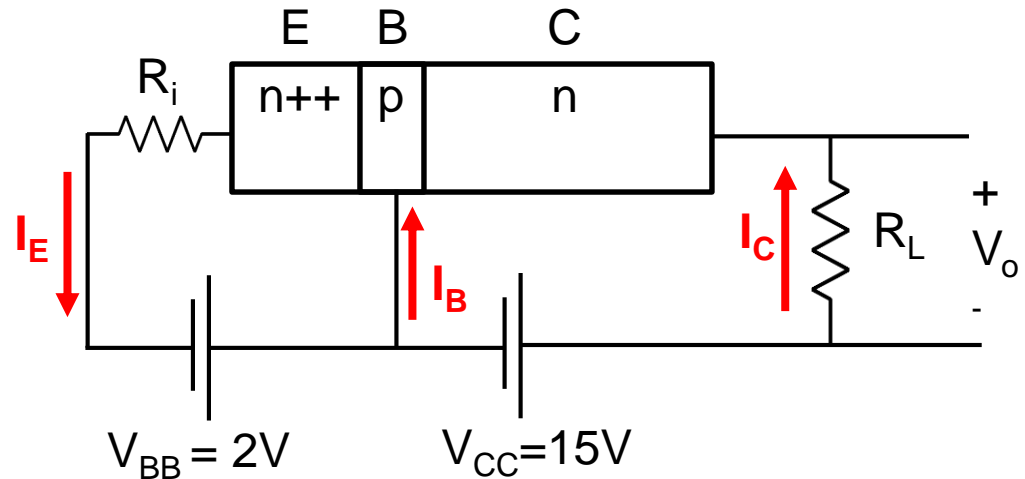 E B C
Ri
n++ p n
IE
IB
IC
RL
+
Vo
-
VBB = 2V
VCC=15V